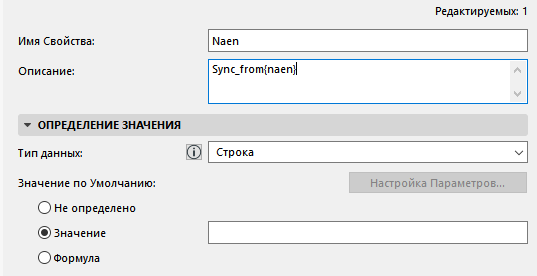 Редактируемых: 1
Имя Свойства: Naen
Описание: Sync_from{naen}
ОПРЕДЕЛЕНИЕ ЗНАЧЕНИЯ
Тип данных: i Строка
Значение по Умолчанию: Настройка Параметров...
Не определено
Значение
Формула